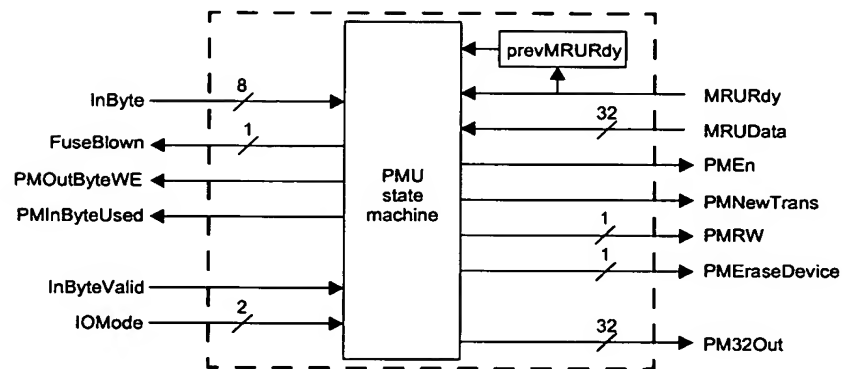 prevMRURdy
InByte
8
MRURdy
FuseBlown
1
32
MRUData
PMOutByteWE
PMU
state
machine
PMEn
PMInByteUsed
PMNewTrans
1
PMRW
1
PMEraseDevice
InByteValid
IOMode
2
32
PM32Out